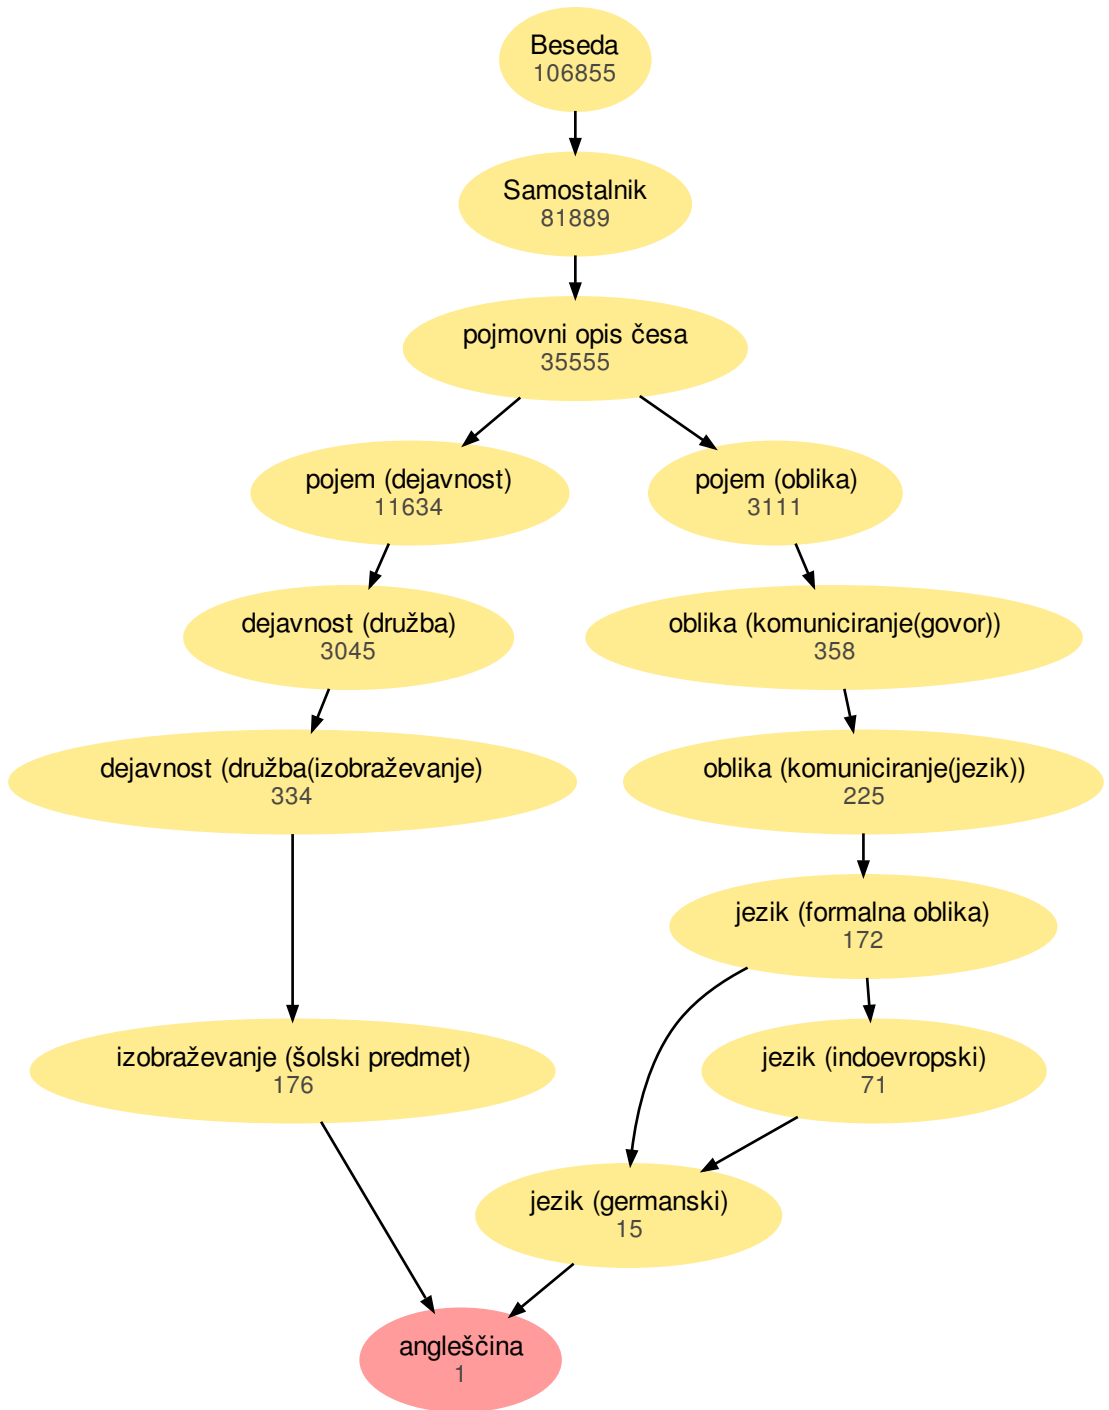 Beseda
106855
Samostalnik
81889
pojmovni opis česa
35555
pojem (dejavnost)
11634
pojem (oblika)
3111
dejavnost (družba)
3045
oblika (komuniciranje(govor))
358
dejavnost (družba(izobraževanje)
334
oblika (komuniciranje(jezik))
225
jezik (formalna oblika)
172
izobraževanje (šolski predmet)
176
jezik (indoevropski)
71
jezik (germanski)
15
angleščina
1